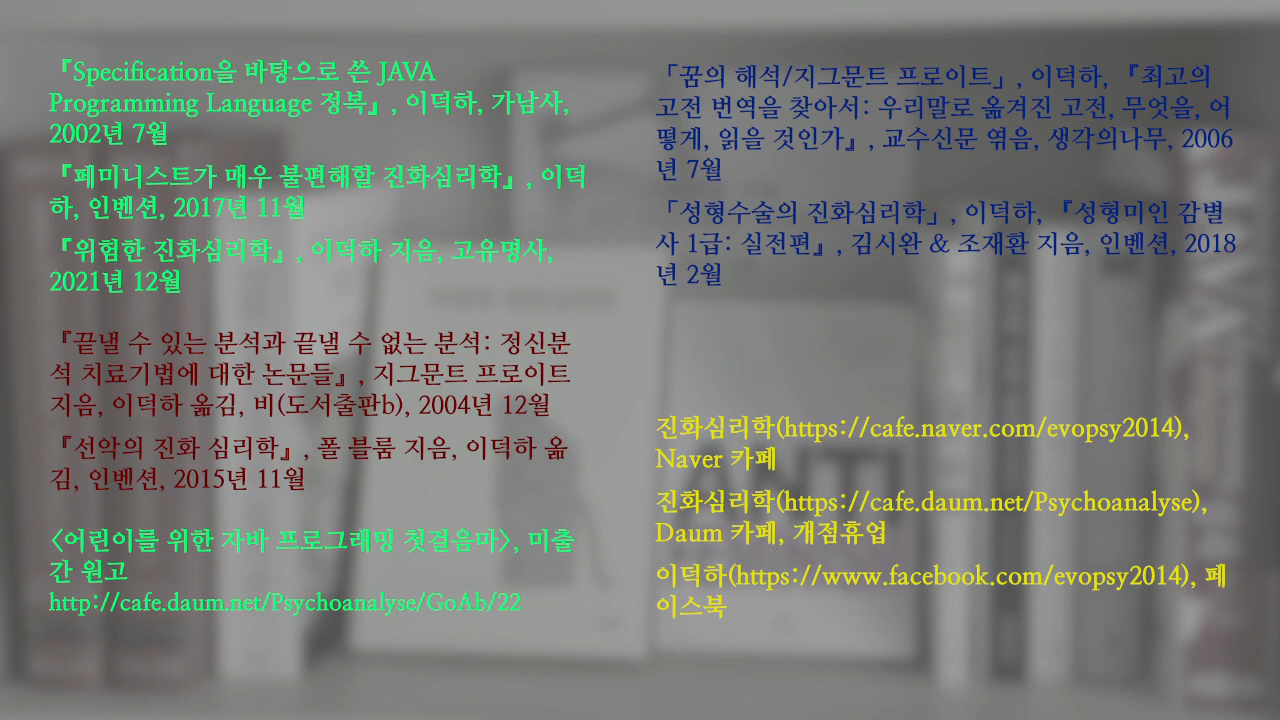 『Specification을 바탕으로 쓴 JAVA
Programming Language 정복』, 이덕하, 가남사,
2002년 7월
『페미니스트가 매우 불편해할 진화심리학』, 이덕
하, 인벤션, 2017년 11월
『위험한 진화심리학』, 이덕하 지음, 고유명사,
2021년 12월
『끝낼 수 있는 분석과 끝낼 수 없는 분석: 정신분
석 치료기법에 대한 논문들』, 지그문트 프로이트
지음, 이덕하 옮김, 비(도서출판b), 2004년 12월
『선악의 진화 심리학』, 폴 블룸 지음, 이덕하 옮
김, 인벤션, 2015년 11월
<어린이를 위한 자바 프로그래밍 첫걸음마>, 미출
간 원고
http://cafe.daum.net/Psychoanalyse/GoAb/22
「꿈의 해석/지그문트 프로이트」, 이덕하, 『최고의
고전 번역을 찾아서: 우리말로 옮겨진 고전, 무엇을, 어
떻게, 읽을 것인가』, 교수신문 엮음, 생각의나무, 2006
년 7월
「성형수술의 진화심리학」, 이덕하, 『성형미인 감별
사 1급: 실전편』, 김시완 & 조재환 지음, 인벤션, 2018
년 2월
진화심리학(https://cafe.naver.com/evopsy2014),
Naver 카페
진화심리학(https://cafe.daum.net/Psychoanalyse),
Daum 카페, 개점휴업
이덕하(https://www.facebook.com/evopsy2014), 페
이스북